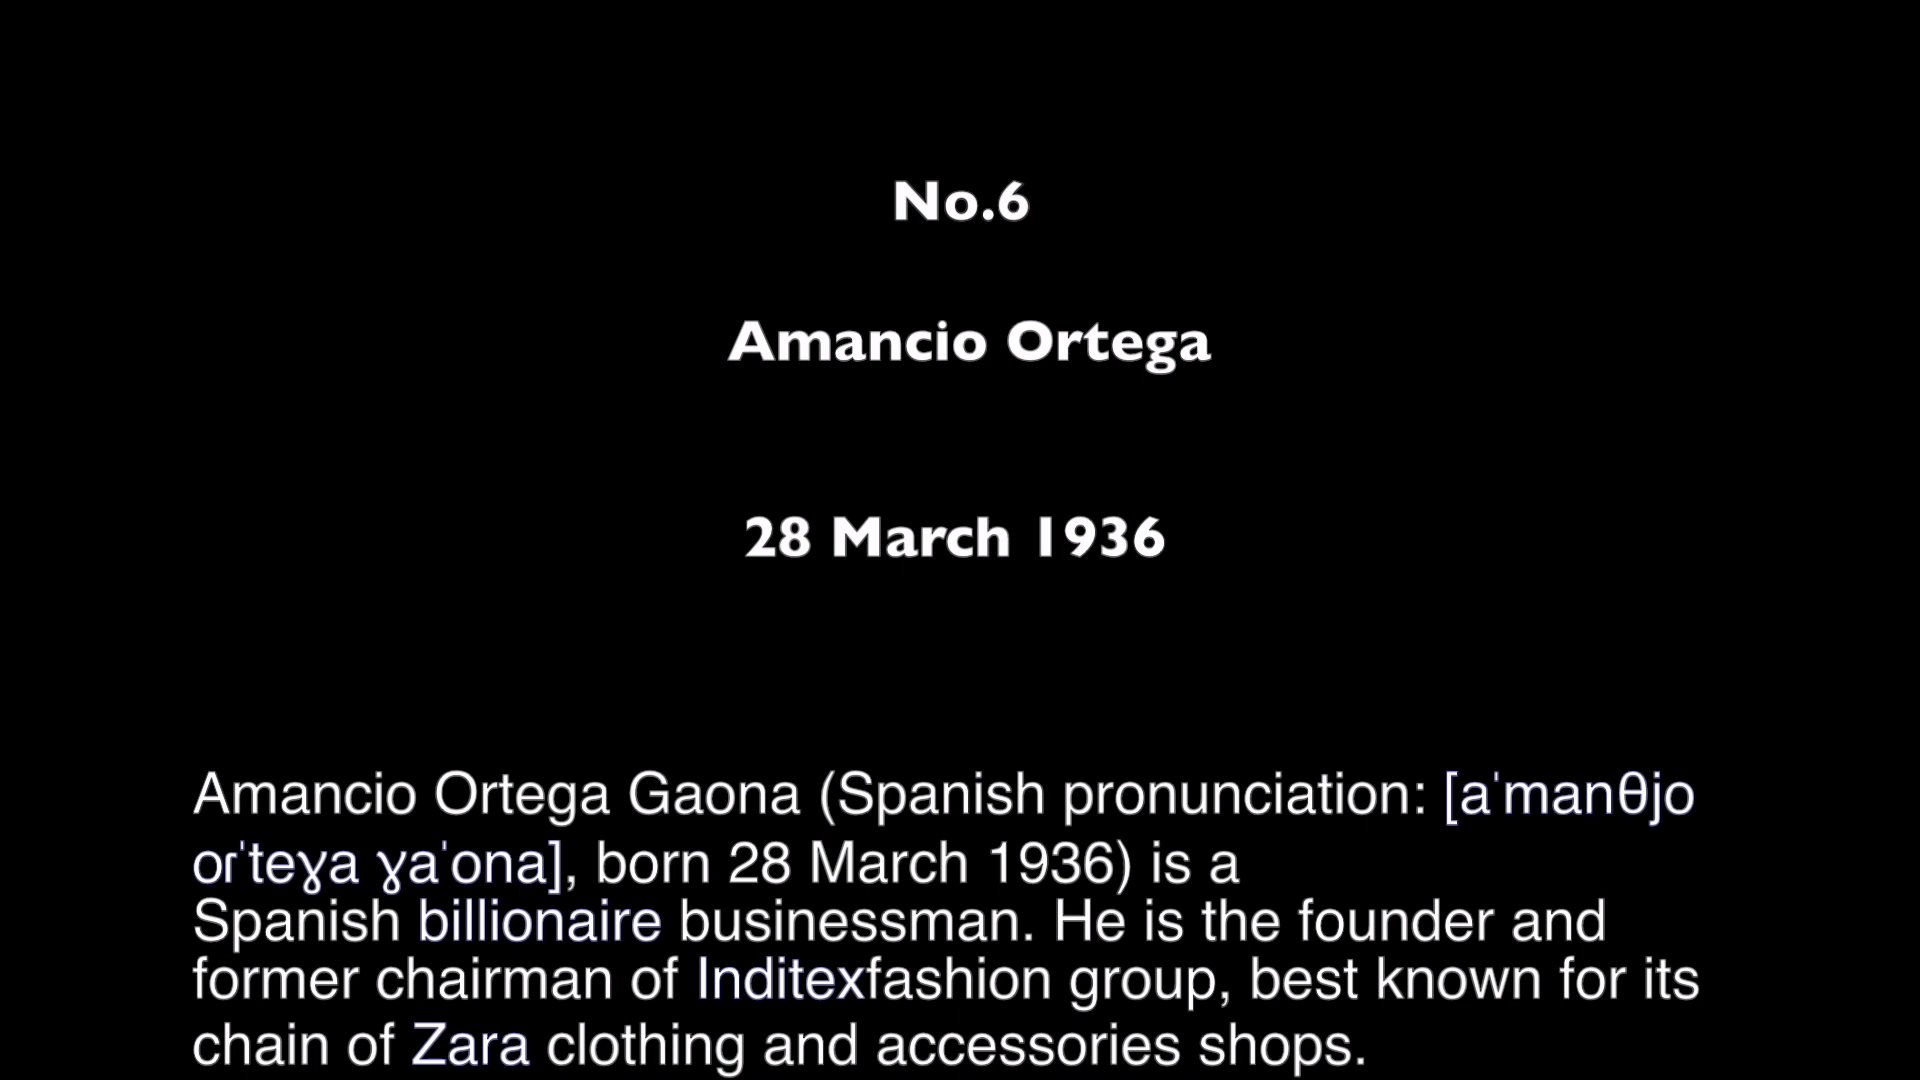 No.6
Amancio Ortega
28 March 1936
Amancio Ortega Gaona (Spanish pronunciation: [aˈmanθjo
oɾˈteɣa ɣaˈona], born 28 March 1936) is a
Spanish billionaire businessman. He is the founder and
former chairman of Inditexfashion group, best known for its
chain of Zara clothing and accessories shops.